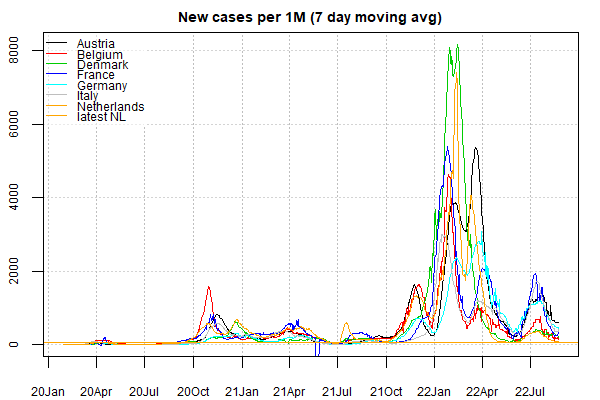 New cases per 1M (7 day moving avg)
8000
6000
4000
2000
0
Austria
Belgium
Denmark
France
Germany
Italy
Netherlands
latest NL
20Jan 20Apr 20Jul 20Oct 21Jan 21Apr 21Jul 21Oct 22Jan 22Apr 22Jul